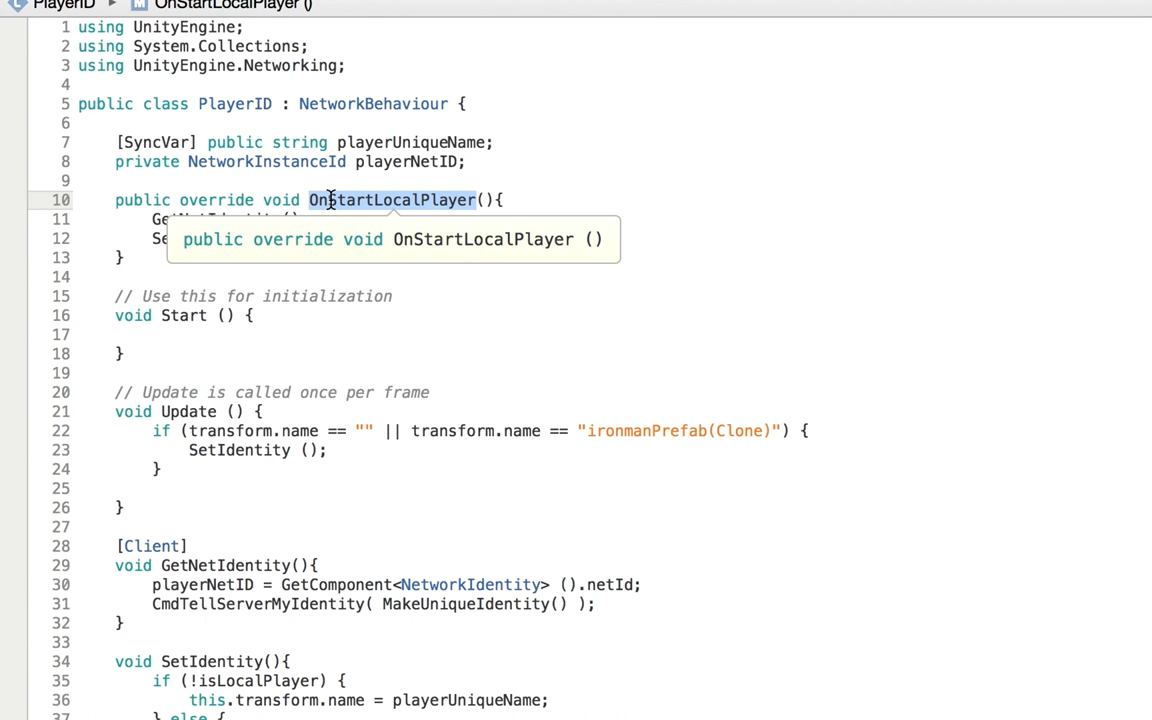 PlayerID ▸ M OnStartLocalPlayer ()
1 using UnityEngine;
2 using System.Collections;
3 using UnityEngine.Networking;
4
5 public class PlayerID : NetworkBehaviour {
6
7 [SyncVar] public string playerUniqueName;
8 private NetworkInstanceId playerNetID;
9
10 public override void OnStartLocalPlayer(){
11
public override void OnStartLocalPlayer ()
12
13 }
14
15 // Use this for initialization
16 void Start () {
17
18 }
19
20 // Update is called once per frame
21 void Update () {
22 if (transform.name == "" || transform.name == "ironmanPrefab(Clone)") {
23 SetIdentity ();
24 }
25
26 }
27
28 [Client]
29 void GetNetIdentity(){
30 playerNetID = GetComponent<NetworkIdentity> ().netId;
31 CmdTellServerMyIdentity( MakeUniqueIdentity() );
32 }
33
34 void SetIdentity(){
35 if (!isLocalPlayer) {
36 this.transform.name = playerUniqueName;
37 } else {